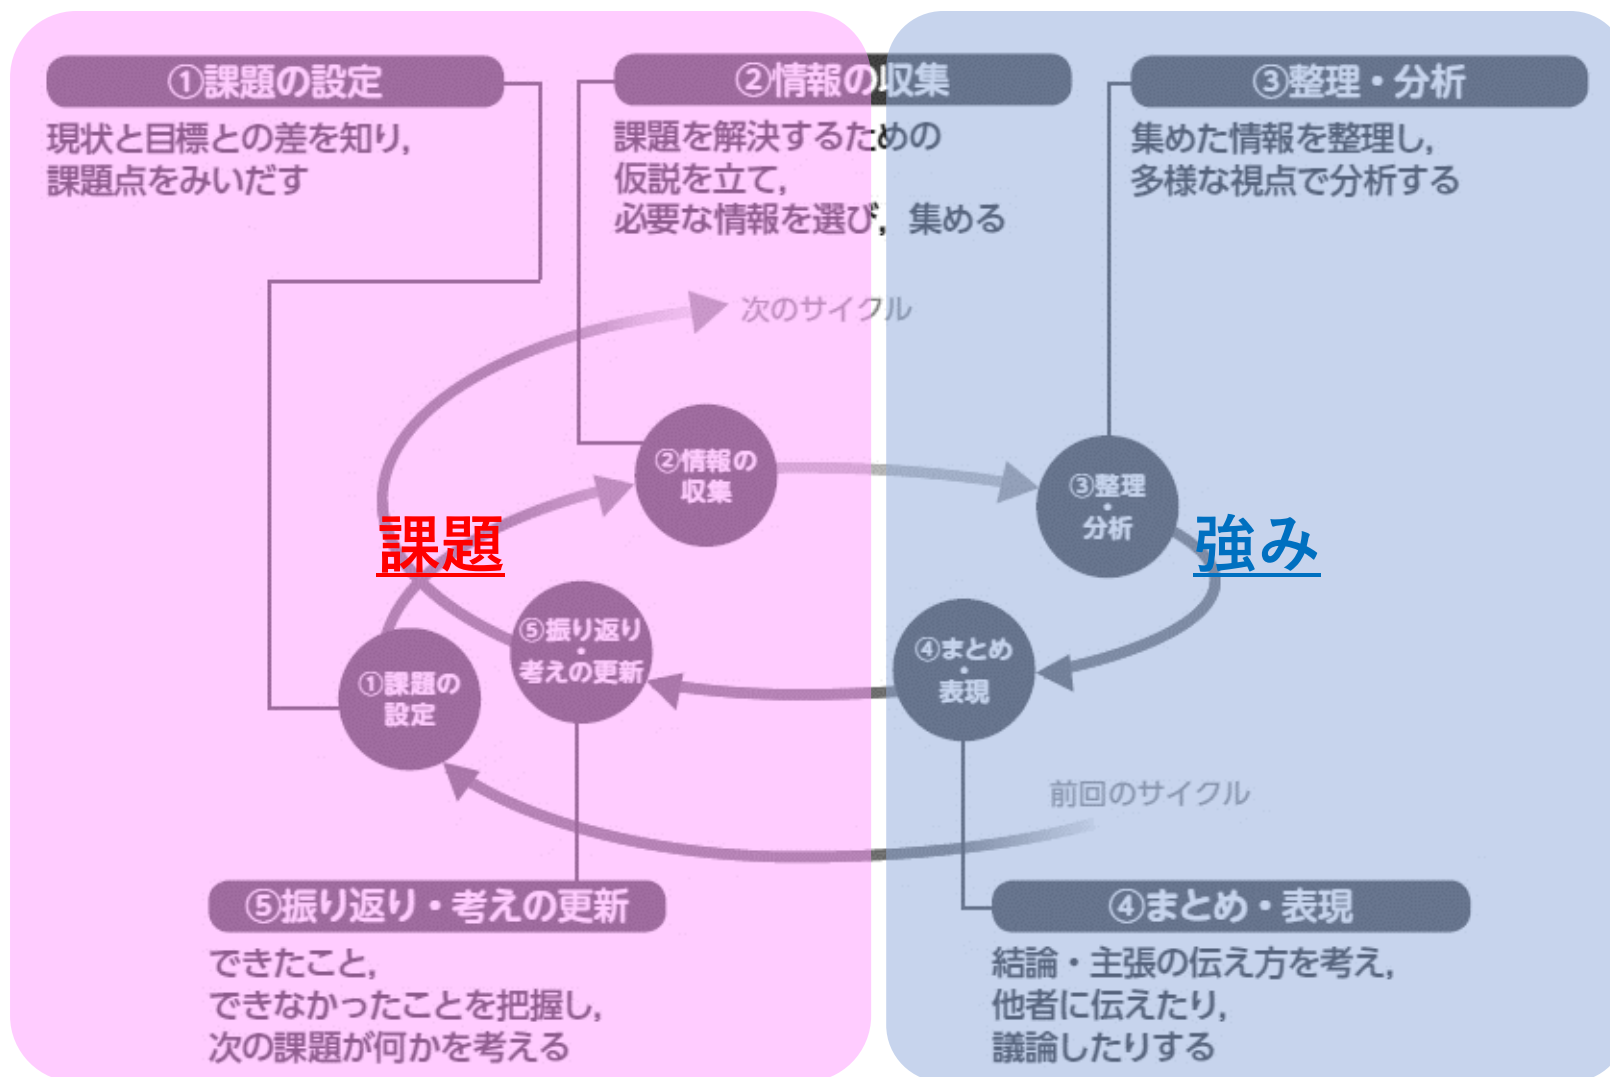 ①課題の設定
現状と目標との差を知り,
課題点をみいだす
②情報の収集
課題を解決するための
仮説を立て,
必要な情報を選び, 集める
③整理・分析
集めた情報を整理し,
多様な視点で分析する
次のサイクル
②情報の
収集
③整理
・
分析
課題
強み
⑤振り返り
・
考えの更新
④まとめ
・
表現
①課題の
設定
前回のサイクル
⑤振り返り・考えの更新
できたこと,
できなかったことを把握し,
次の課題が何かを考える
④まとめ・表現
結論・主張の伝え方を考え,
他者に伝えたり,
議論したりする